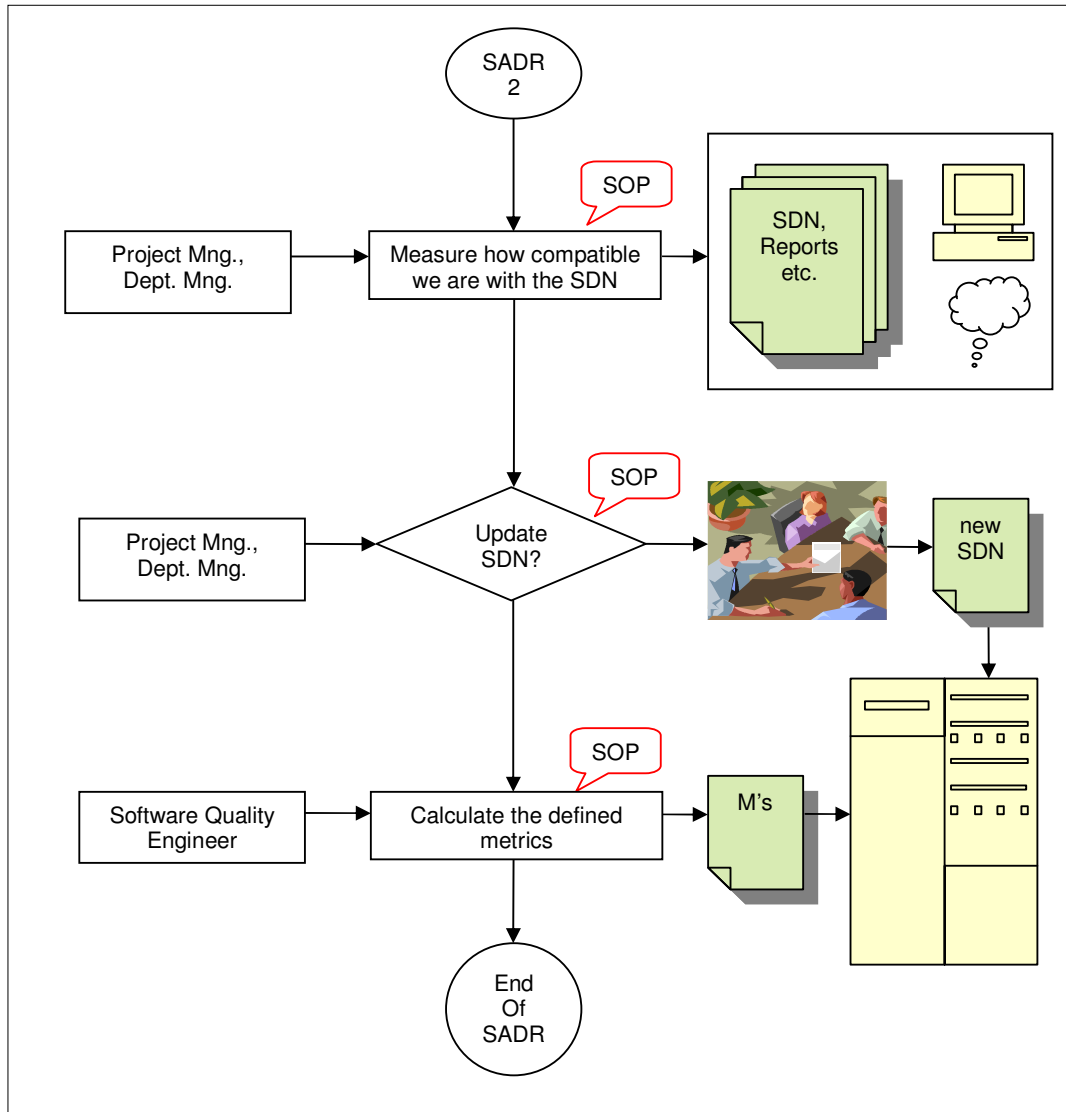 SADR
2
SOP
Project Mng.,
Dept. Mng.
Measure how compatible
we are with the SDN
SDN,
Reports
etc.
SOP
Project Mng.,
Dept. Mng.
Update
SDN?
new
SDN
SOP
Software Quality
Engineer
Calculate the defined
metrics
M's
End
Of
SADR